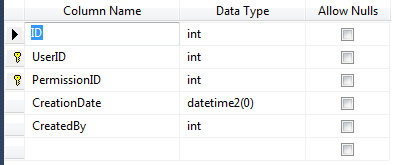 Column Name Data Type Allow Nulls
ID int
UserID int
PermissionID int
CreationDate datetime2(0)
CreatedBy int